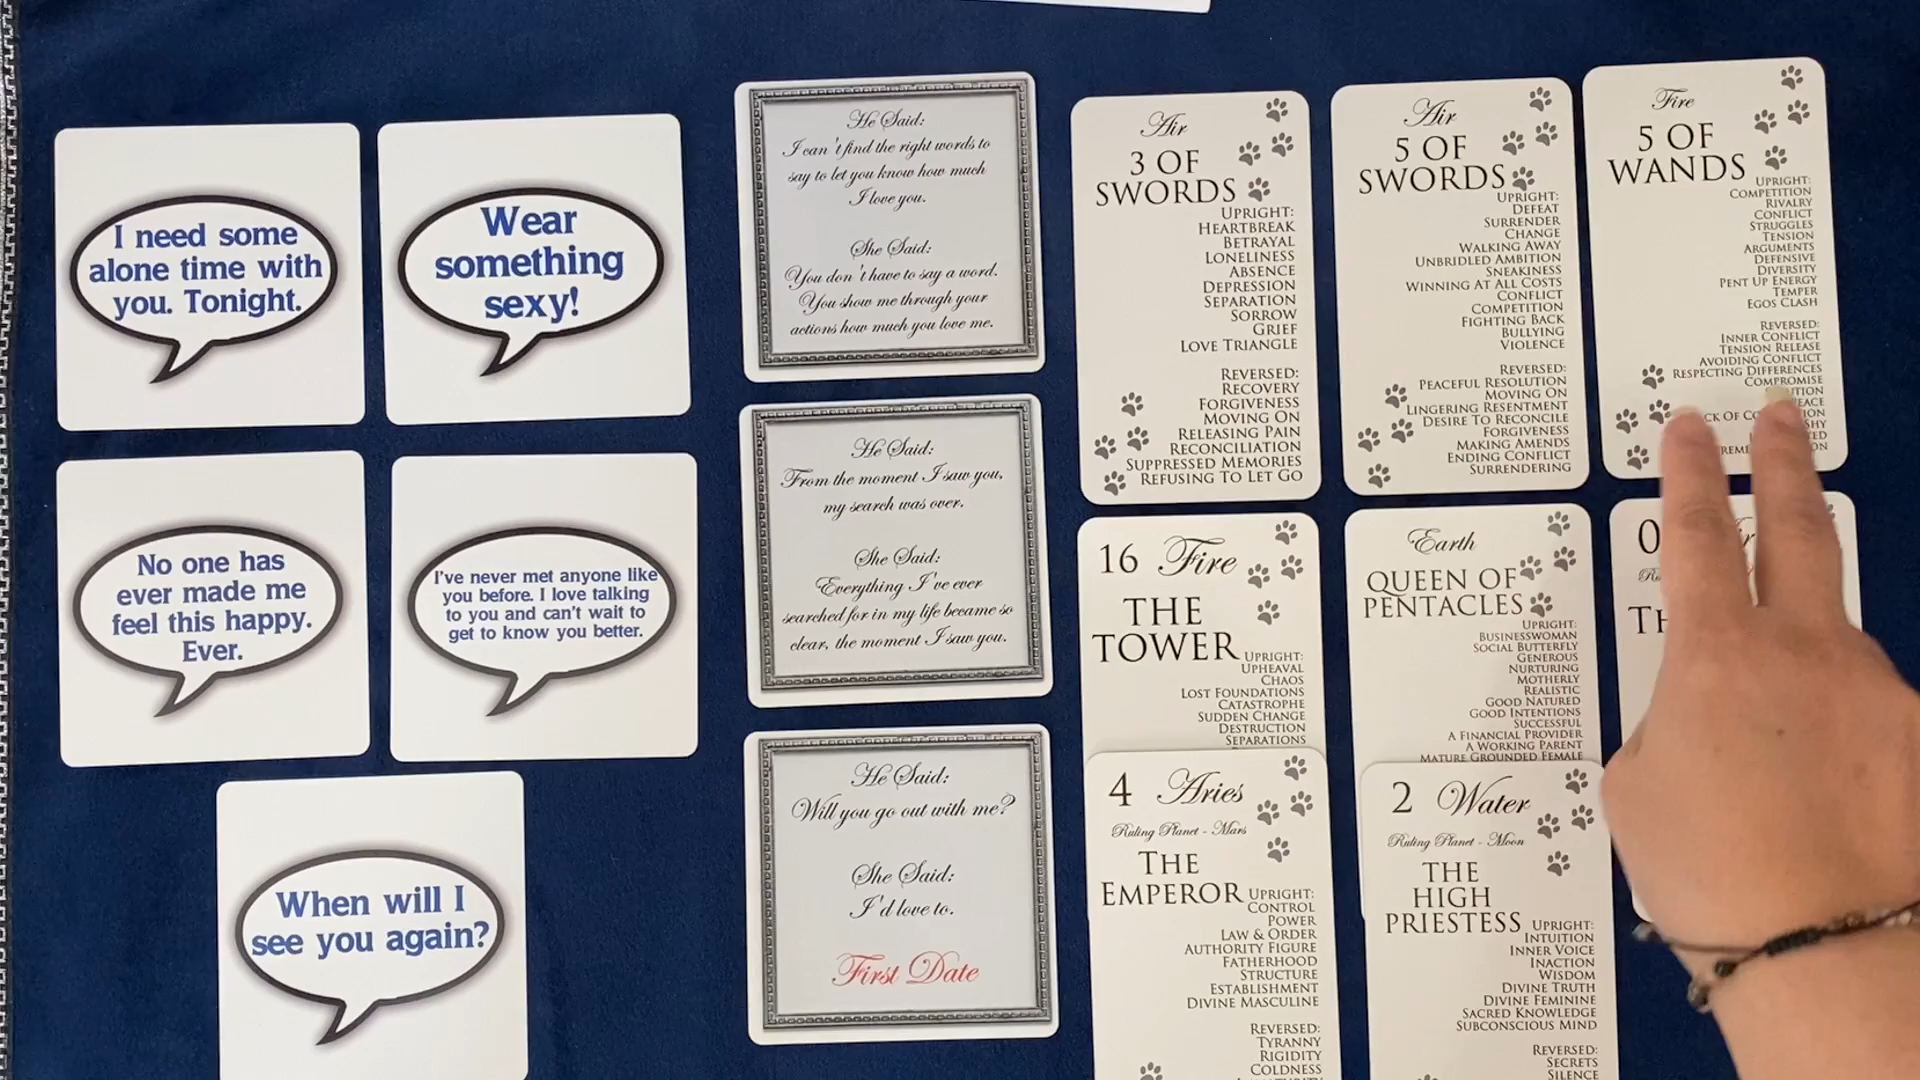 I need some
alone time with
you. Tonight.
Wear
something
sexy!
No one has
ever made me
feel this happy.
Ever.
I've never met anyone like
you before. I love talking
to you and can't wait to
get to know you better.
When will I
see you again?
He Said:
I can't find the right words to
say to let you know how much
I love you.
She Said:
You don't have to say a word.
You show me through your
actions how much you love me.
He Said:
From the moment I saw you,
my search was over.
She Said:
Everything I've ever
searched for in my life became so
clear, the moment I saw you.
He Said:
Will you go out with me?
She Said:
I'd love to.
First Date
Air
3 OF
SWORDS
UPRIGHT:
HEARTBREAK
BETRAYAL
LONELINESS
ABSENCE
DEPRESSION
SEPARATION
SORROW
GRIEF
LOVE TRIANGLE
REVERSED:
RECOVERY
FORGIVENESS
MOVING ON
RELEASING PAIN
RECONCILIATION
SUPPRESSED MEMORIES
REFUSING TO LET GO
Air
5 OF
SWORDS
UPRIGHT:
DEFEAT
SURRENDER
CHANGE
WALKING AWAY
UNBRIDLED AMBITION
SNEAKINESS
WINNING AT ALL COSTS
CONFLICT
COMPETITION
FIGHTING BACK
BULLYING
VIOLENCE
REVERSED:
PEACEFUL RESOLUTION
MOVING ON
LINGERING RESENTMENT
DESIRE TO RECONCILE
FORGIVENESS
MAKING AMENDS
ENDING CONFLICT
SURRENDERING
Fire
5 OF
WANDS
UPRIGHT:
COMPETITION
RIVALRY
CONFLICT
STRUGGLES
TENSION
ARGUMENTS
DEFENSIVE
DIVERSITY
PENT UP ENERGY
TEMPER
EGOS CLASH
REVERSED:
INNER CONFLICT
TENSION RELEASE
AVOIDING CONFLICT
RESPECTING DIFFERENCES
COMPROMISE
OF
16 Fire
THE
TOWER
UPRIGHT:
UPHEAVAL
CHAOS
LOST FOUNDATIONS
CATASTROPHE
SUDDEN CHANGE
DESTRUCTION
SEPARATIONS
Earth
QUEEN OF
PENTACLES
UPRIGHT:
BUSINESSWOMAN
SOCIAL BUTTERFLY
GENEROUS
NURTURING
MOTHERLY
REALISTIC
GOOD NATURED
GOOD INTENTIONS
SUCCESSFUL
A FINANCIAL PROVIDER
A WORKING PARENT
MATURE GROUNDED FEMALE
0
4 Aries
Ruling Planet - Mars
THE
EMPEROR
UPRIGHT:
CONTROL
POWER
LAW & ORDER
AUTHORITY FIGURE
FATHERHOOD
STRUCTURE
ESTABLISHMENT
DIVINE MASCULINE
REVERSED:
TYRANNY
RIGIDITY
COLDNESS
2 Water
Ruling Planet - Moon
THE
HIGH
PRIESTESS
UPRIGHT:
INTUITION
INNER VOICE
INACTION
WISDOM
DIVINE TRUTH
DIVINE FEMININE
SACRED KNOWLEDGE
SUBCONSCIOUS MIND
REVERSED:
SECRETS
SILENCE